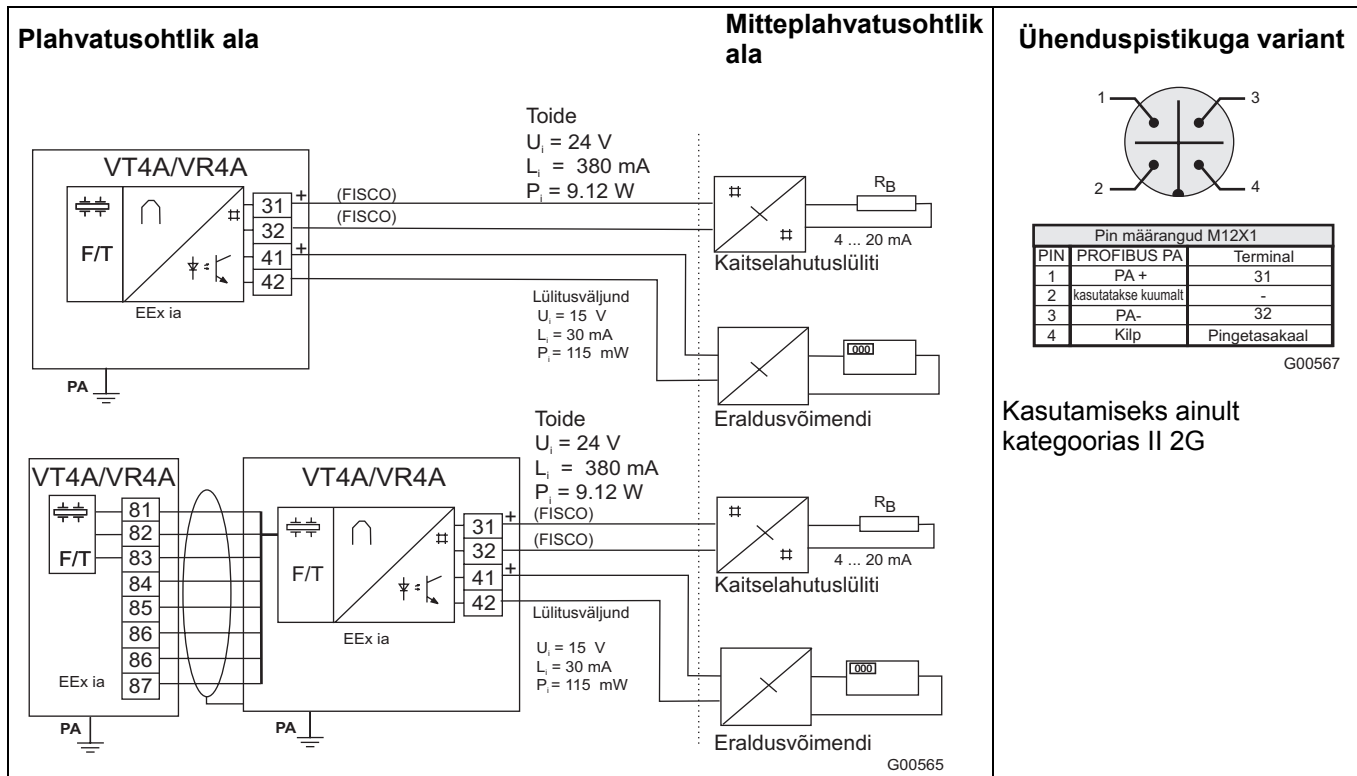 Plahvatusohtlik ala
Mitteplahvatusohtlik
ala
Ühenduspistikuga variant
Toide
Ui = 24 V
Li = 380 mA
Pi = 9.12 W
VT4A/VR4A
F/T
EEx ia
31 +
32
41 +
42
(FISCO)
(FISCO)
PA
RB
4 ... 20 mA
Kaitselahutuslüliti
Lülitusväljund
Ui = 15 V
Li = 30 mA
Pi = 115 mW
000
Eraldusvõimendi
Toide
Ui = 24 V
Li = 380 mA
Pi = 9.12 W
VT4A/VR4A
F/T
81
82
83
84
85
86
86
87
EEx ia
PA
VT4A/VR4A
F/T
EEx ia
31 +
32
41 +
42
(FISCO)
(FISCO)
PA
RB
4 ... 20 mA
Kaitselahutuslüliti
Lülitusväljund
Ui = 15 V
Li = 30 mA
Pi = 115 mW
000
Eraldusvõimendi
G00565
1
3
2
4
Pin määrangud M12X1
PIN PROFIBUS PA Terminal
1 PA + 31
2 kasutatakse kuumalt -
3 PA- 32
4 Kilp Pingetasakaal
G00567
Kasutamiseks ainult
kategoorias II 2G